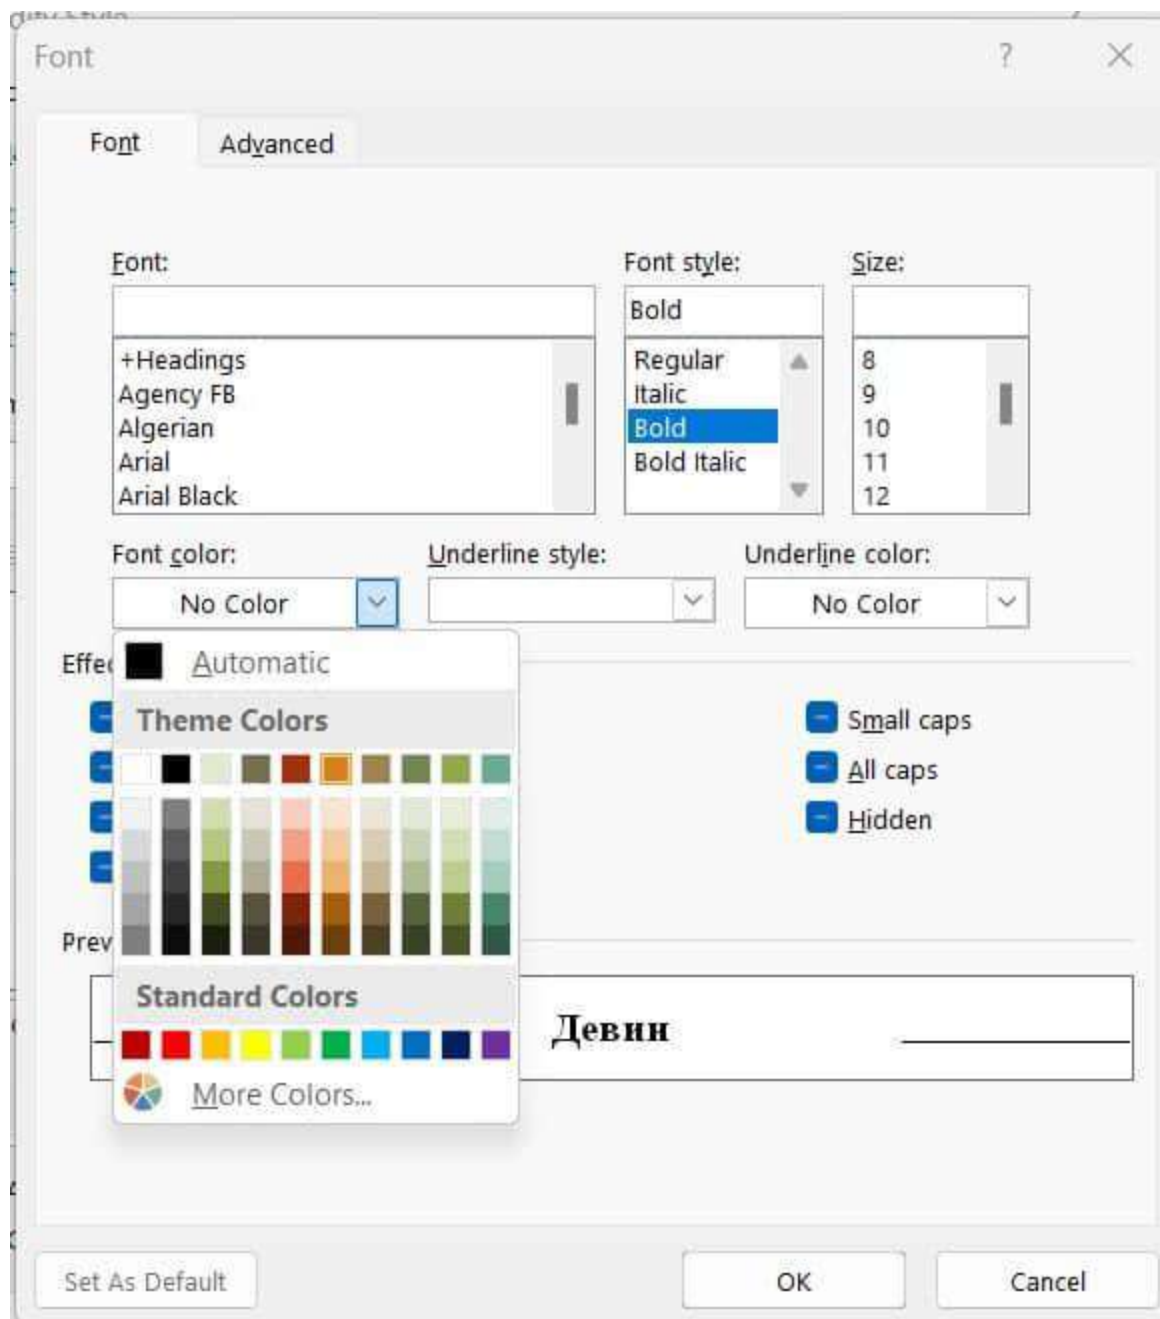 Font ?
Font Advanced
Font: Font style: Size:
Bold
+Headings Regular 8
Agency FB Italic 9
Algerian Bold 10
Arial Bold Italic 11
Arial Black 12
Font color: Underline style: Underline color:
No Color No Color
Automatic
Theme Colors
Small caps
All caps
Hidden
Standard Colors
Девин
More Colors...
Set As Default OK Cancel